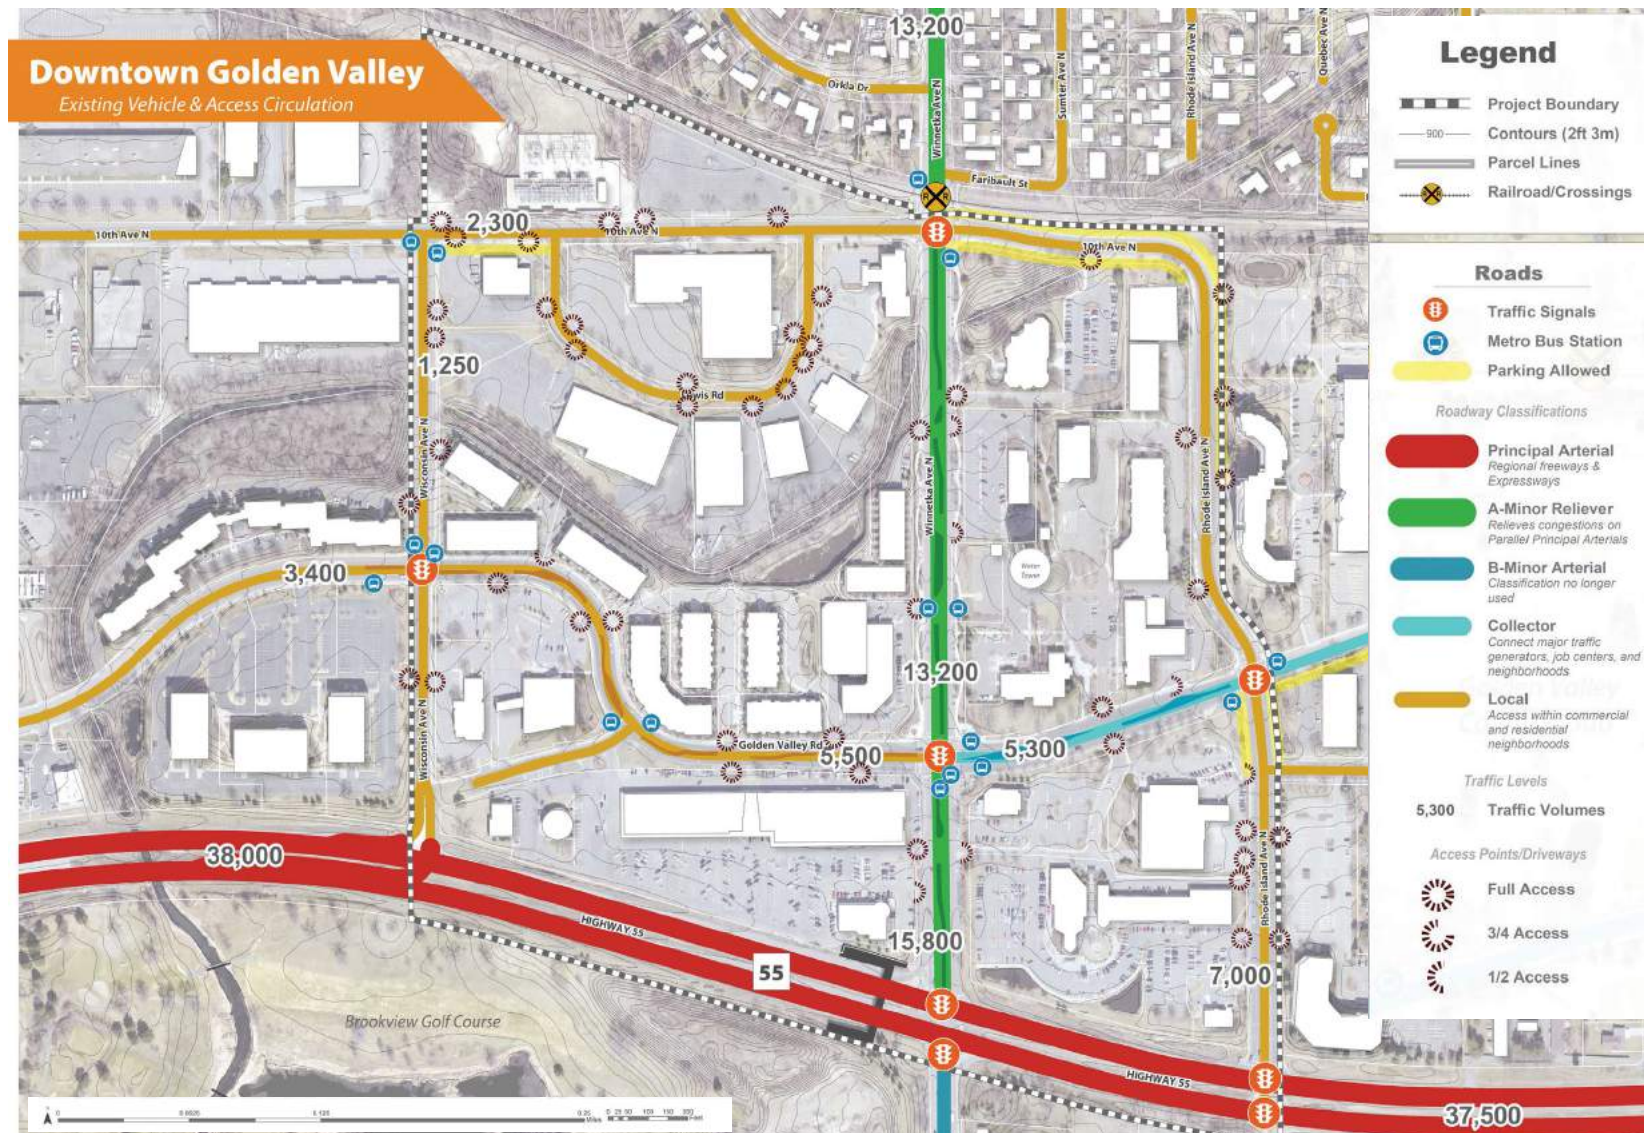 Downtown Golden Valley
Existing Vehicle & Access Circulation
13,200
Orkla Dr
Winnetka Ave N
Sumter Ave N
Rhode Island Ave N
Quebec Ave N
Faribault St
10th Ave N
2,300
10th Ave N
10th Ave N
1,250
Wisconsin Ave N
Lewis Rd
Winnetka Ave N
Rhode Island Ave N
Water
Tower
3,400
13,200
Wisconsin Ave N
Golden Valley Rd
5,500
5,300
38,000
HIGHWAY 55
55
15,800
Rhode Island Ave N
7,000
Brookview Golf Course
HIGHWAY 55
37,500
Legend
Project Boundary
900
Contours (2ft 3m)
Parcel Lines
Railroad/Crossings
Roads
Traffic Signals
Metro Bus Station
Parking Allowed
Roadway Classifications
Principal Arterial
Regional freeways &
Expressways
A-Minor Reliever
Relieves congestions on
Parallel Principal Arterials
B-Minor Arterial
Classification no longer
used
Collector
Connect major traffic
generators, job centers, and
neighborhoods
Local
Access within commercial
and residential
neighborhoods
Traffic Levels
5,300
Traffic Volumes
Access Points/Driveways
Full Access
3/4 Access
1/2 Access